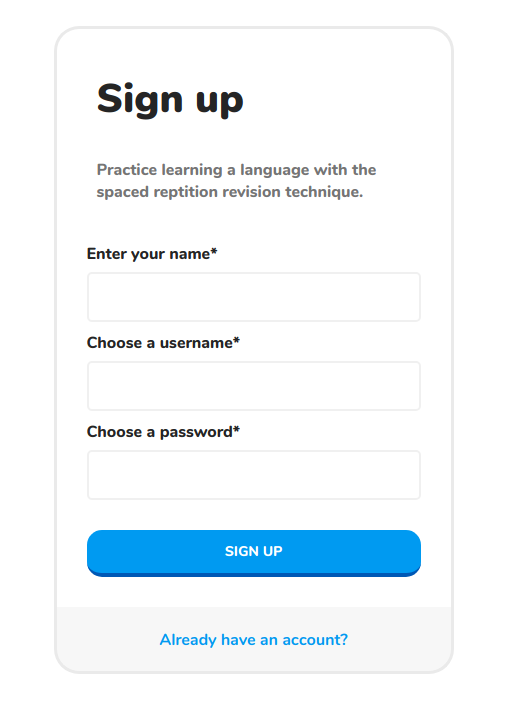 Sign up
Practice learning a language with the
spaced reptition revision technique.
Enter your name*
Choose a username*
Choose a password*
SIGN UP
Already have an account?